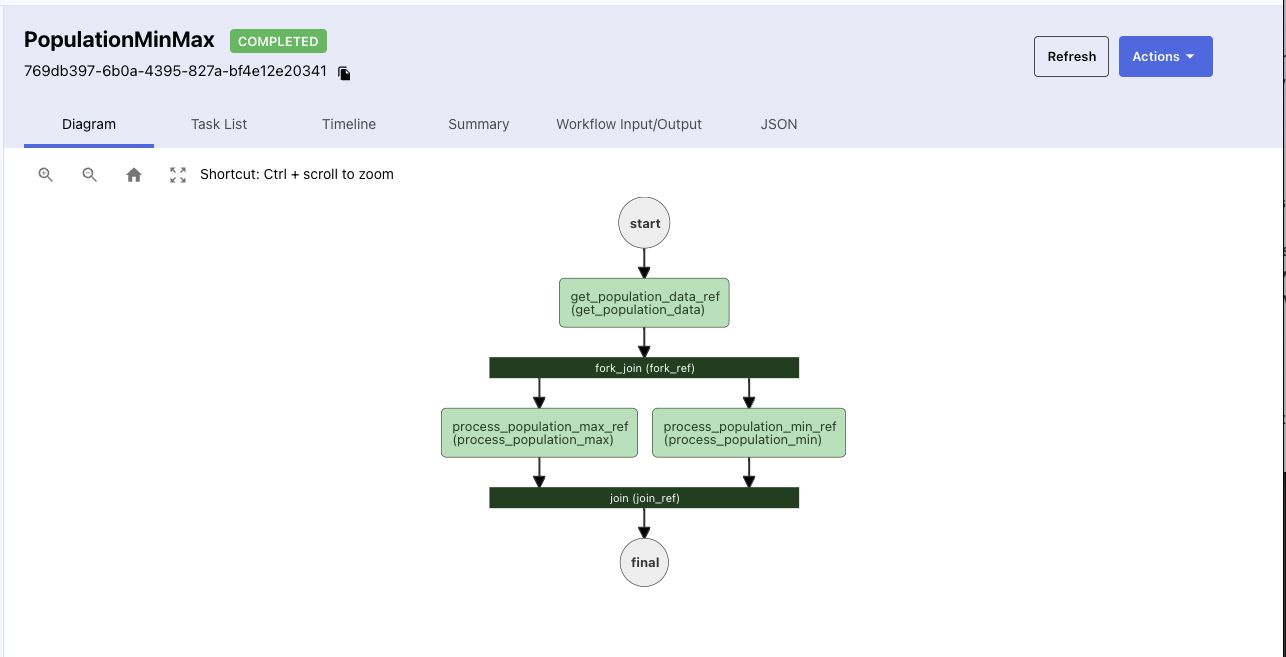 PopulationMinMax COMPLETED
769db397-6b0a-4395-827a-bf4e12e20341
Refresh Actions
Diagram Task List Timeline Summary Workflow Input/Output JSON
Shortcut: Ctrl + scroll to zoom
start
get_population_data_ref
(get_population_data)
fork_join (fork_ref)
process_population_max_ref
(process_population_max)
process_population_min_ref
(process_population_min)
join (join_ref)
final